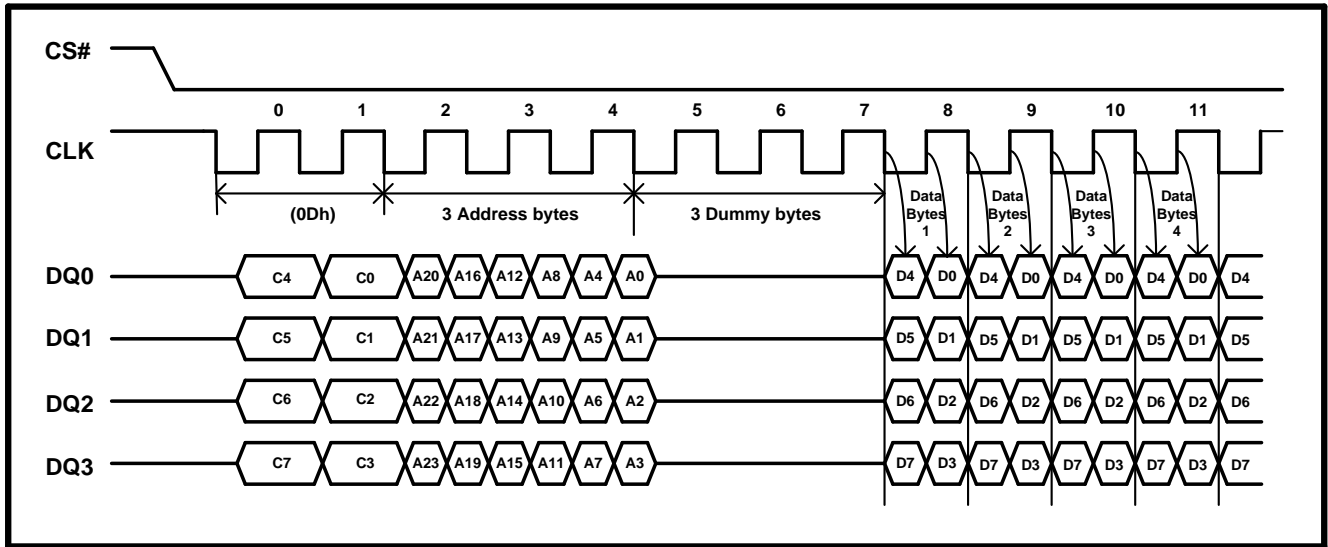 CS#
0 1 2 3 4 5 6 7 8 9 10 11
CLK
(0Dh) 3 Address bytes 3 Dummy bytes
Data Bytes 1
Data Bytes 2
Data Bytes 3
Data Bytes 4
DQ0 C4 C0 A20 A16 A12 A8 A4 A0 D4 D0 D4 D0 D4 D0 D4 D0 D4
DQ1 C5 C1 A21 A17 A13 A9 A5 A1 D5 D1 D5 D1 D5 D1 D5 D1 D5
DQ2 C6 C2 A22 A18 A14 A10 A6 A2 D6 D2 D6 D2 D6 D2 D6 D2 D6
DQ3 C7 C3 A23 A19 A15 A11 A7 A3 D7 D3 D7 D3 D7 D3 D7 D3 D7